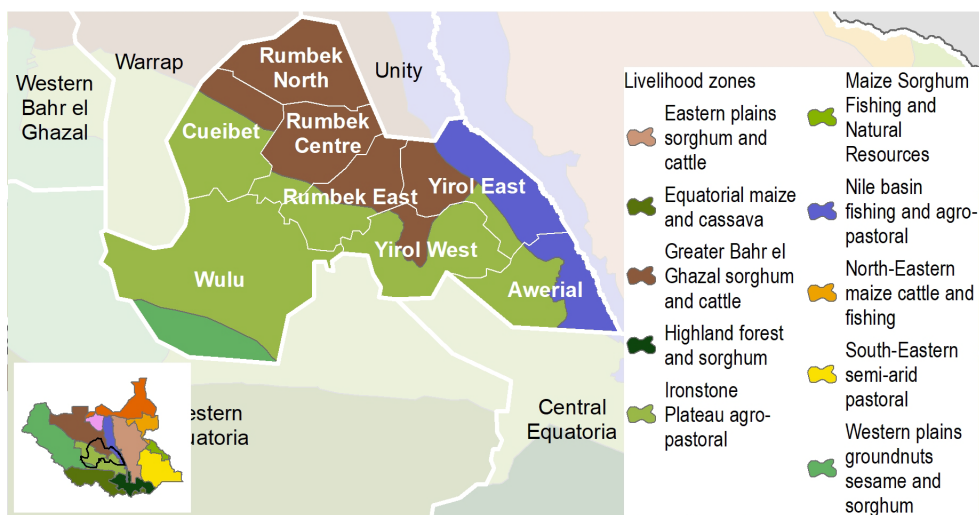 Warrap
Western
Bahr el
Ghazal
Rumbek
North
Unity
Cueibet
Rumbek
Centre
Rumbek East
Yirol East
Yirol West
Wulu
Awerial
estern
uatoria
Central
Equatoria
Livelihood zones
Eastern plains
sorghum and
cattle
Equatorial maize
and cassava
Greater Bahr el
Ghazal sorghum
and cattle
Highland forest
and sorghum
Ironstone
Plateau agro-
pastoral
Maize Sorghum
Fishing and
Natural
Resources
Nile basin
fishing and agro-
pastoral
North-Eastern
maize cattle and
fishing
South-Eastern
semi-arid
pastoral
Western plains
groundnuts
sesame and
sorghum